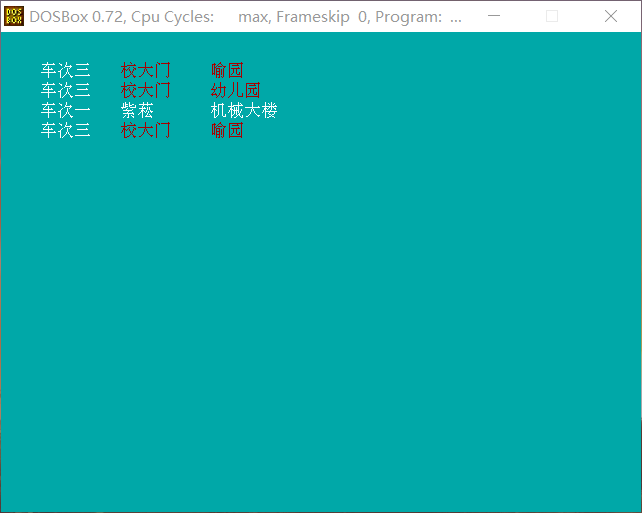 DOSBox 0.72, Cpu Cycles: max, Frameskip 0, Program: ...
车次三 校大门 喻园
车次三 校大门 幼儿园
车次一 紫菘 机械大楼
车次三 校大门 喻园